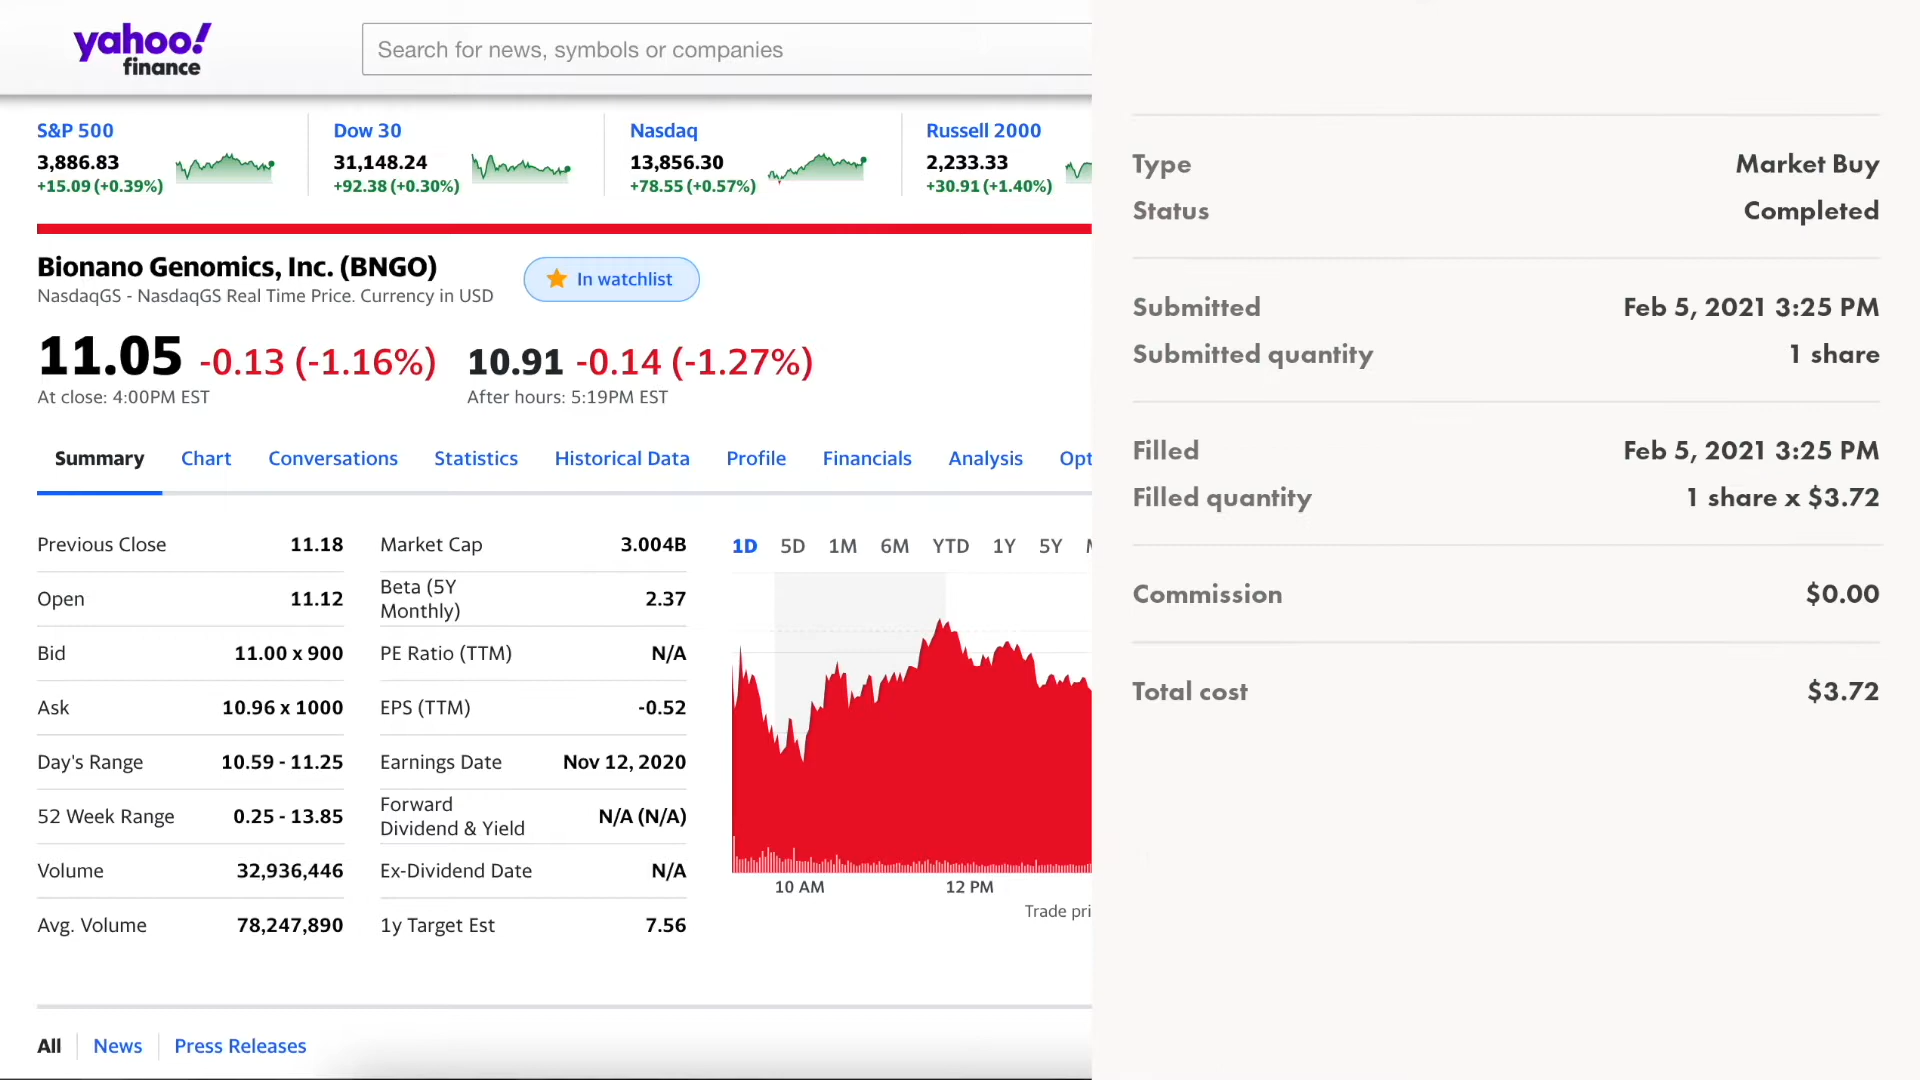 yahoo!
finance
Search for news, symbols or companies
S&P 500
3,886.83
+15.09 (+0.39%)
Dow 30
31,148.24
+92.38 (+0.30%)
Nasdaq
13,856.30
+78.55 (+0.57%)
Russell 2000
2,233.33
+30.91 (+1.40%)
Bionano Genomics, Inc. (BNGO)
NasdaqGS - NasdaqGS Real Time Price. Currency in USD
In watchlist
11.05 -0.13 (-1.16%)
At close: 4:00PM EST
10.91 -0.14 (-1.27%)
After hours: 5:19PM EST
Summary Chart Conversations Statistics Historical Data Profile Financials Analysis Opt
Previous Close 11.18
Open 11.12
Bid 11.00 x 900
Ask 10.96 x 1000
Day's Range 10.59 - 11.25
52 Week Range 0.25 - 13.85
Volume 32,936,446
Avg. Volume 78,247,890
Market Cap 3.004B
Beta (5Y
Monthly) 2.37
PE Ratio (TTM) N/A
EPS (TTM) -0.52
Earnings Date Nov 12, 2020
Forward
Dividend & Yield N/A (N/A)
Ex-Dividend Date N/A
1y Target Est 7.56
1D 5D 1M 6M YTD 1Y 5Y
10 AM 12 PM
Trade pri
All News Press Releases
Type Market Buy
Status Completed
Submitted Feb 5, 2021 3:25 PM
Submitted quantity 1 share
Filled Feb 5, 2021 3:25 PM
Filled quantity 1 share x $3.72
Commission $0.00
Total cost $3.72